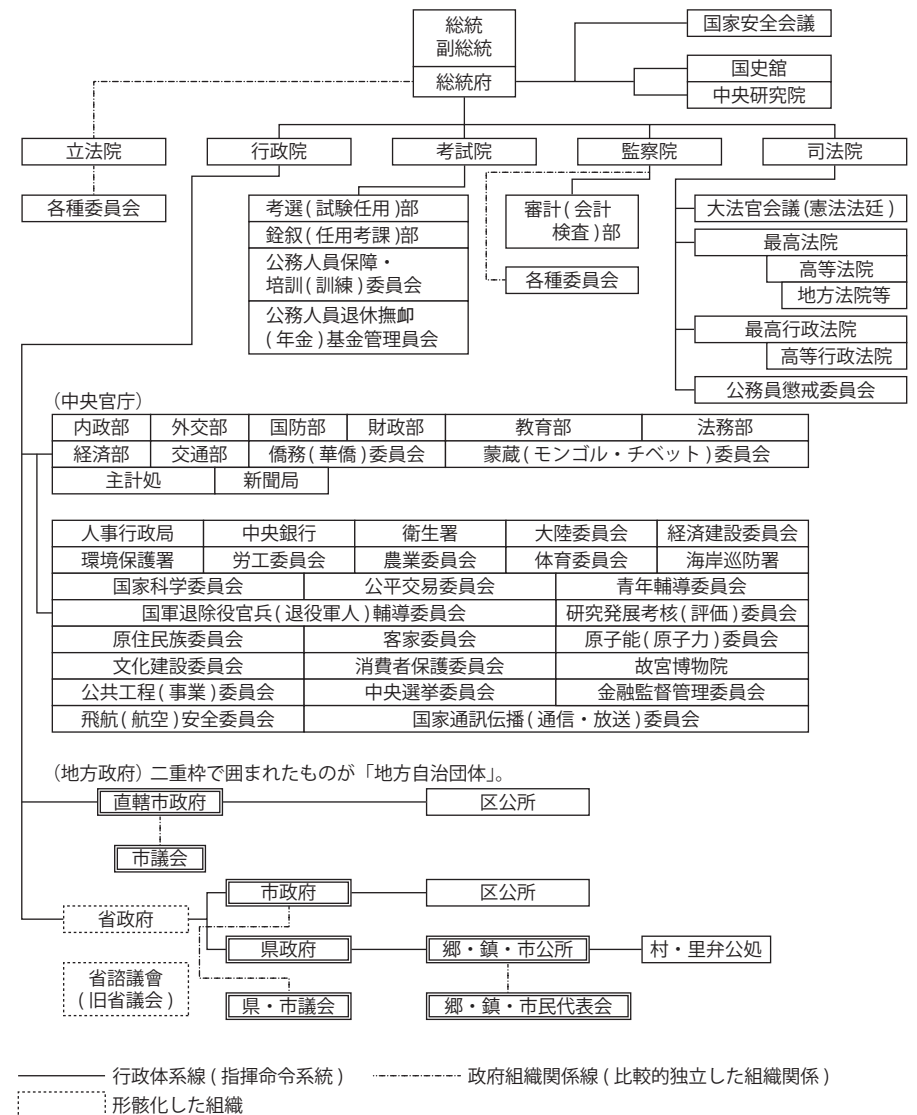 総統
副総統
総統府
国家安全会議
国史舘
中央研究院
立法院
行政院
考試院
監察院
司法院
各種委員会
考選(試験任用)部
銓叙(任用考課)部
公務人員保障・
培訓(訓練)委員会
公務人員退休撫卹
(年金)基金管理員会
審計(会計
検査)部
各種委員会
大法官会議(憲法法廷)
最高法院
高等法院
地方法院等
最高行政法院
高等行政法院
公務員懲戒委員会
(中央官庁)
内政部 外交部 国防部 財政部 教育部 法務部
経済部 交通部 僑務(華僑)委員会 蒙蔵(モンゴル・チベット)委員会
主計処 新聞局
人事行政局 中央銀行 衛生署 大陸委員会 経済建設委員会
環境保護署 労工委員会 農業委員会 体育委員会 海岸巡防署
国家科学委員会 公平交易委員会 青年輔導委員会
国軍退除役官兵(退役軍人)輔導委員会 研究発展考核(評価)委員会
原住民族委員会 客家委員会 原子能(原子力)委員会
文化建設委員会 消費者保護委員会 故宮博物院
公共工程(事業)委員会 中央選挙委員会 金融監督管理委員会
飛航(航空)安全委員会 国家通訊伝播(通信・放送)委員会
(地方政府)二重枠で囲まれたものが「地方自治団体」。
直轄市政府 区公所
市議会
市政府 区公所
省政府
県政府 郷・鎮・市公所 村・里弁公処
省諮議會
(旧省議会)
県・市議会 郷・鎮・市民代表会
行政体系線(指揮命令系統) 政府組織関係線(比較的独立した組織関係)
形骸化した組織